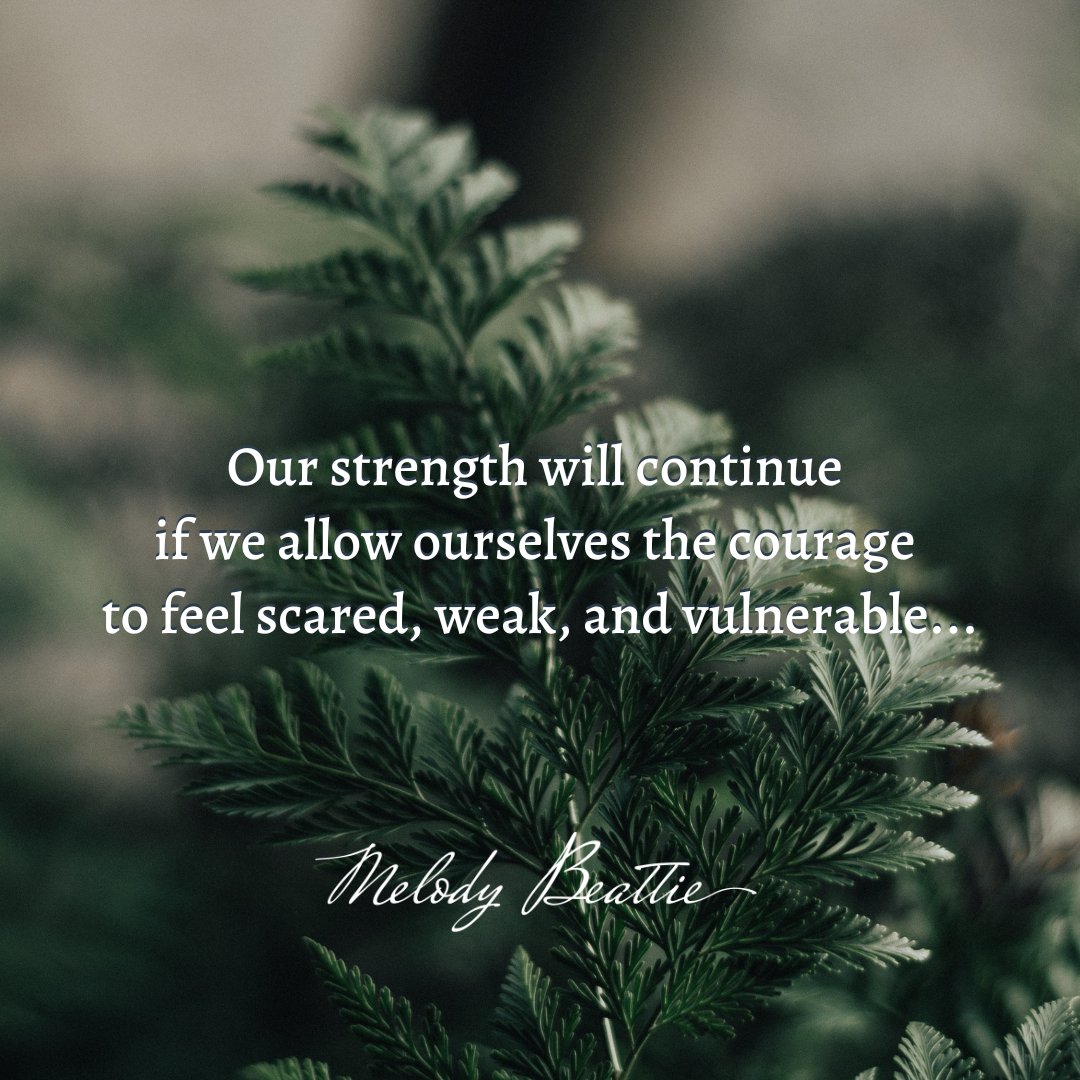 Our strength will continue
if we allow ourselves the courage
to feel scared, weak, and vulnerable...
Melody Beattie